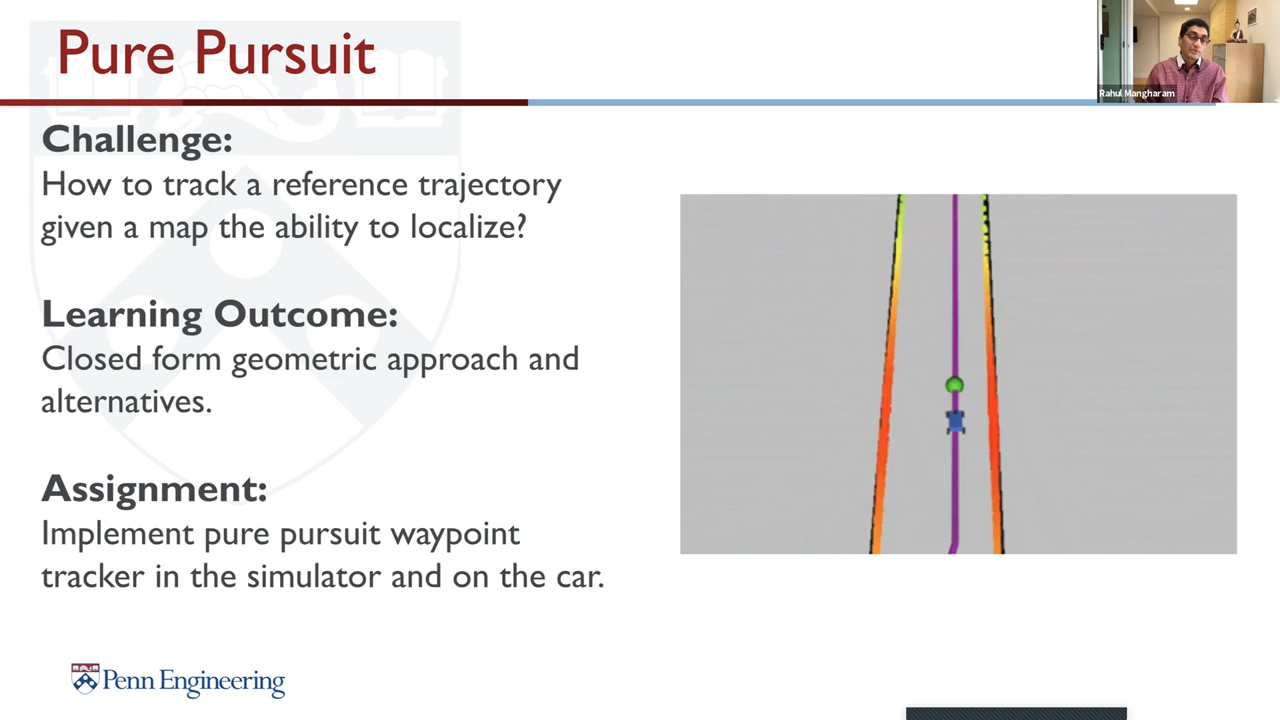 Pure Pursuit
Rahul Mangharam
Challenge:
How to track a reference trajectory
given a map the ability to localize?
Learning Outcome:
Closed form geometric approach and
alternatives.
Assignment:
Implement pure pursuit waypoint
tracker in the simulator and on the car.
Penn Engineering